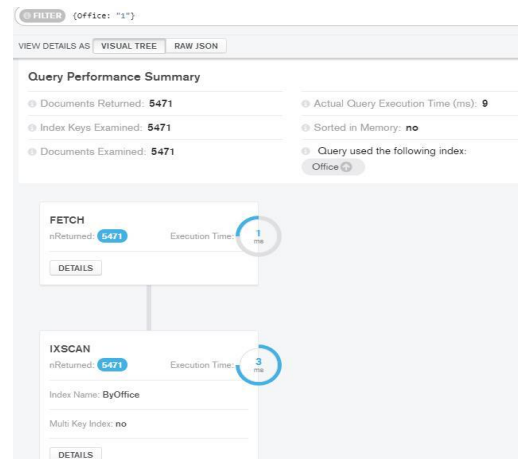 FILTER {Office: "1"}
VIEW DETAILS AS VISUAL TREE RAW JSON
Query Performance Summary
Documents Returned: 5471
Actual Query Execution Time (ms): 9
Index Keys Examined: 5471
Sorted in Memory: no
Documents Examined: 5471
Query used the following index:
Office
FETCH
nReturned: 5471 Execution Time: 1 ms
DETAILS
IXSCAN
nReturned: 5471 Execution Time: 3 ms
Index Name: ByOffice
Multi Key Index: no
DETAILS